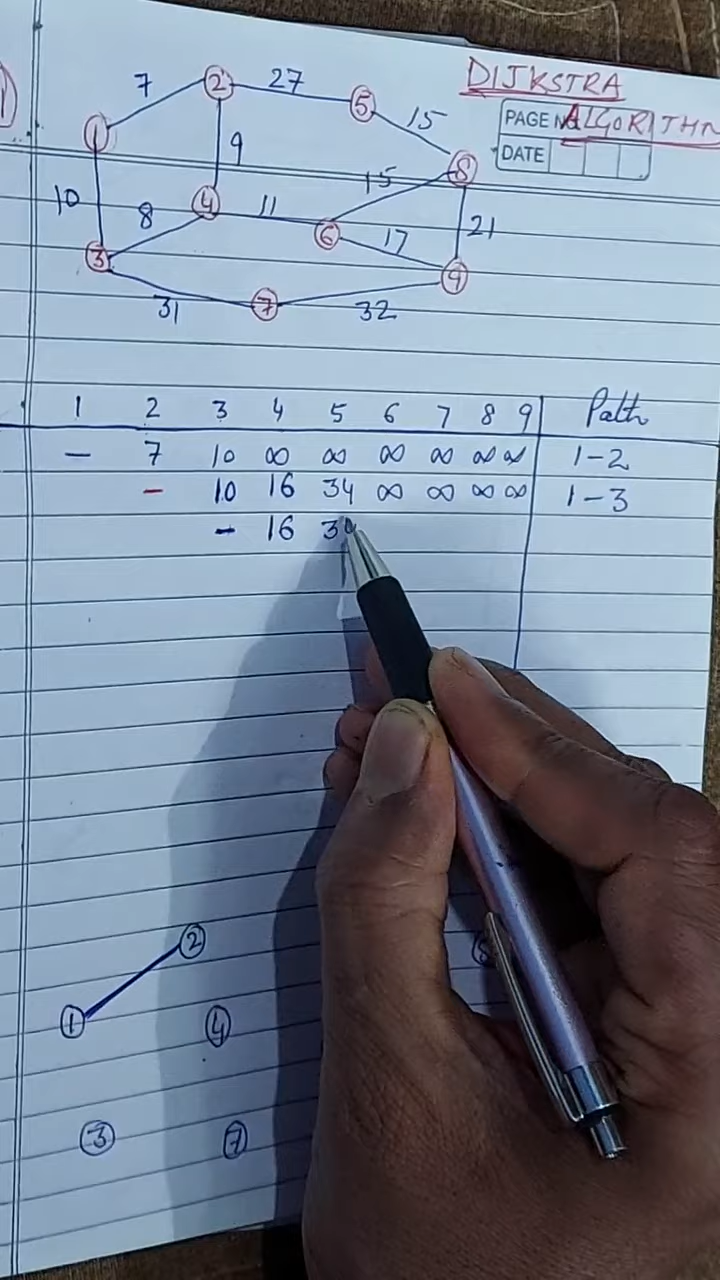 DIJKSTRA
ALGORITHM
PAGE NO
DATE
7 2 27 5 15
1 9 8
10 8 4 11 15 21
3 6 17 9
31 7 32
1 2 3 4 5 6 7 8 9 Path
- 7 10 ∞ ∞ ∞ ∞ ∞ ∞ 1-2
- 10 16 34 ∞ ∞ ∞ ∞ 1-3
- 16 3
2
1 4
3 7